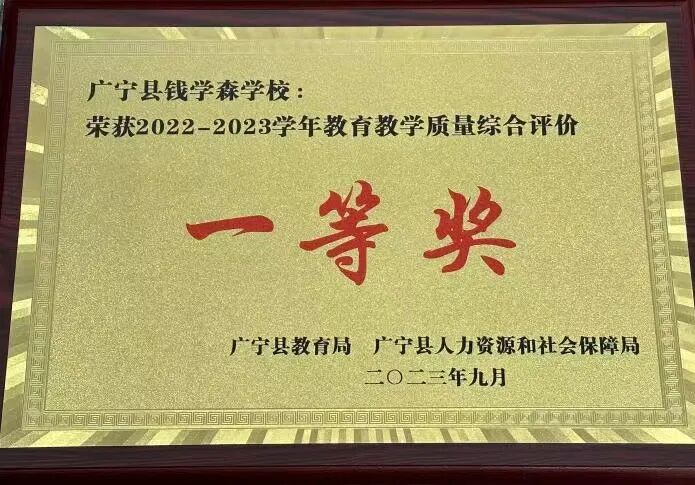 广宁县钱学森学校：
荣获2022-2023学年教育教学质量综合评价
一等奖
广宁县教育局 广宁县人力资源和社会保障局
二〇二三年九月